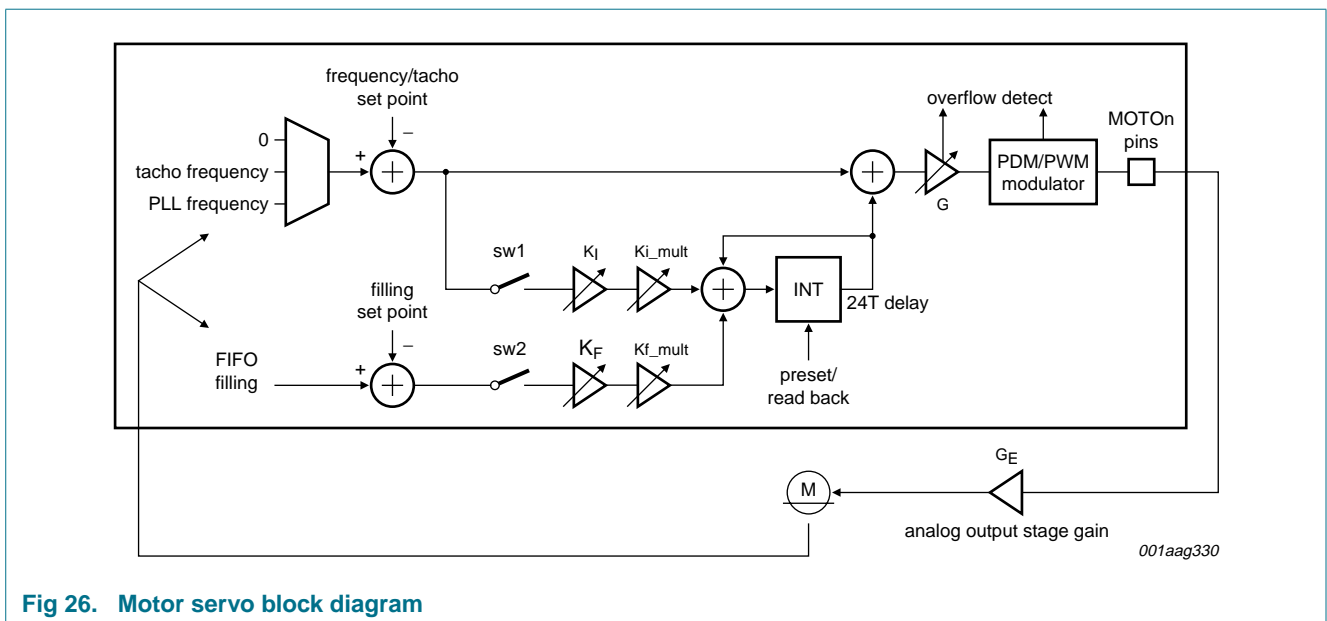 frequency/tacho
set point
overflow detect
MOTOn
pins
0
−
+
tacho frequency
+
+
PDM/PWM
modulator
PLL frequency
G
sw1
KI
Ki_mult
+
INT
24T delay
filling
set point
−
sw2
KF
Kf_mult
FIFO
filling
+
+
preset/
read back
GE
M
analog output stage gain
001aag330
Fig 26. Motor servo block diagram